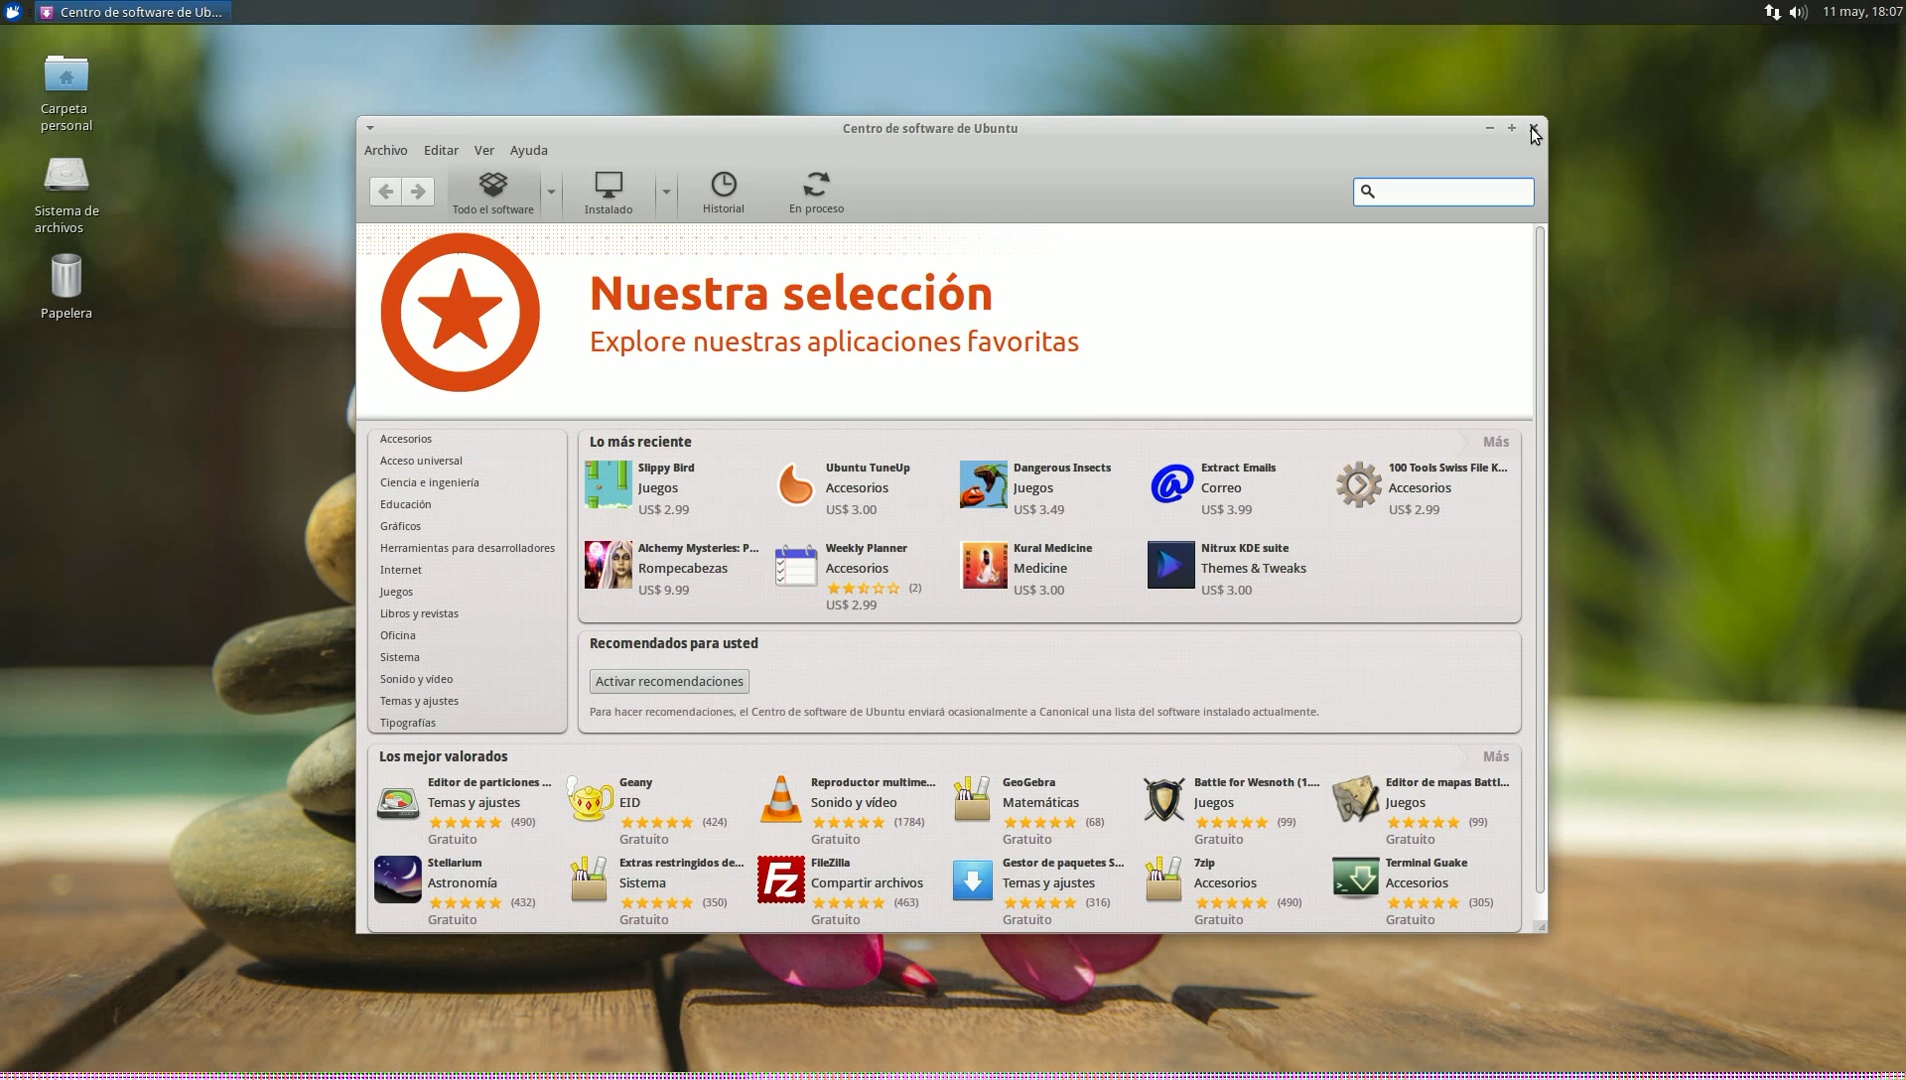 Centro de software de Ub...
11 may, 18:07
Carpeta
personal
Sistema de
archivos
Papelera
Centro de software de Ubuntu
Archivo Editar Ver Ayuda
Todo el software Instalado Historial En proceso
Nuestra selección
Explore nuestras aplicaciones favoritas
Accesorios
Acceso universal
Ciencia e ingeniería
Educación
Gráficos
Herramientas para desarrolladores
Internet
Juegos
Libros y revistas
Oficina
Sistema
Sonido y vídeo
Temas y ajustes
Tipografías
Lo más reciente Más
Slippy Bird
Juegos
US$ 2.99
Ubuntu TuneUp
Accesorios
US$ 3.00
Dangerous Insects
Juegos
US$ 3.49
Extract Emails
Correo
US$ 3.99
100 Tools Swiss File K...
Accesorios
US$ 2.99
Alchemy Mysteries: P...
Rompecabezas
US$ 9.99
Weekly Planner
Accesorios
(2)
US$ 2.99
Kural Medicine
Medicine
US$ 3.00
Nitrux KDE suite
Themes & Tweaks
US$ 3.00
Recomendados para usted
Activar recomendaciones
Para hacer recomendaciones, el Centro de software de Ubuntu enviará ocasionalmente a Canonical una lista del software instalado actualmente.
Los mejor valorados Más
Editor de particiones ...
Temas y ajustes
(490)
Gratuito
Geany
EID
(424)
Gratuito
Reproductor multime...
Sonido y vídeo
(1784)
Gratuito
GeoGebra
Matemáticas
(68)
Gratuito
Battle for Wesnoth (1....
Juegos
(99)
Gratuito
Editor de mapas Battl...
Juegos
(99)
Gratuito
Stellarium
Astronomía
(432)
Gratuito
Extras restringidos de...
Sistema
(350)
Gratuito
FileZilla
Compartir archivos
(463)
Gratuito
Gestor de paquetes S...
Temas y ajustes
(316)
Gratuito
7zip
Accesorios
(490)
Gratuito
Terminal Guake
Accesorios
(305)
Gratuito